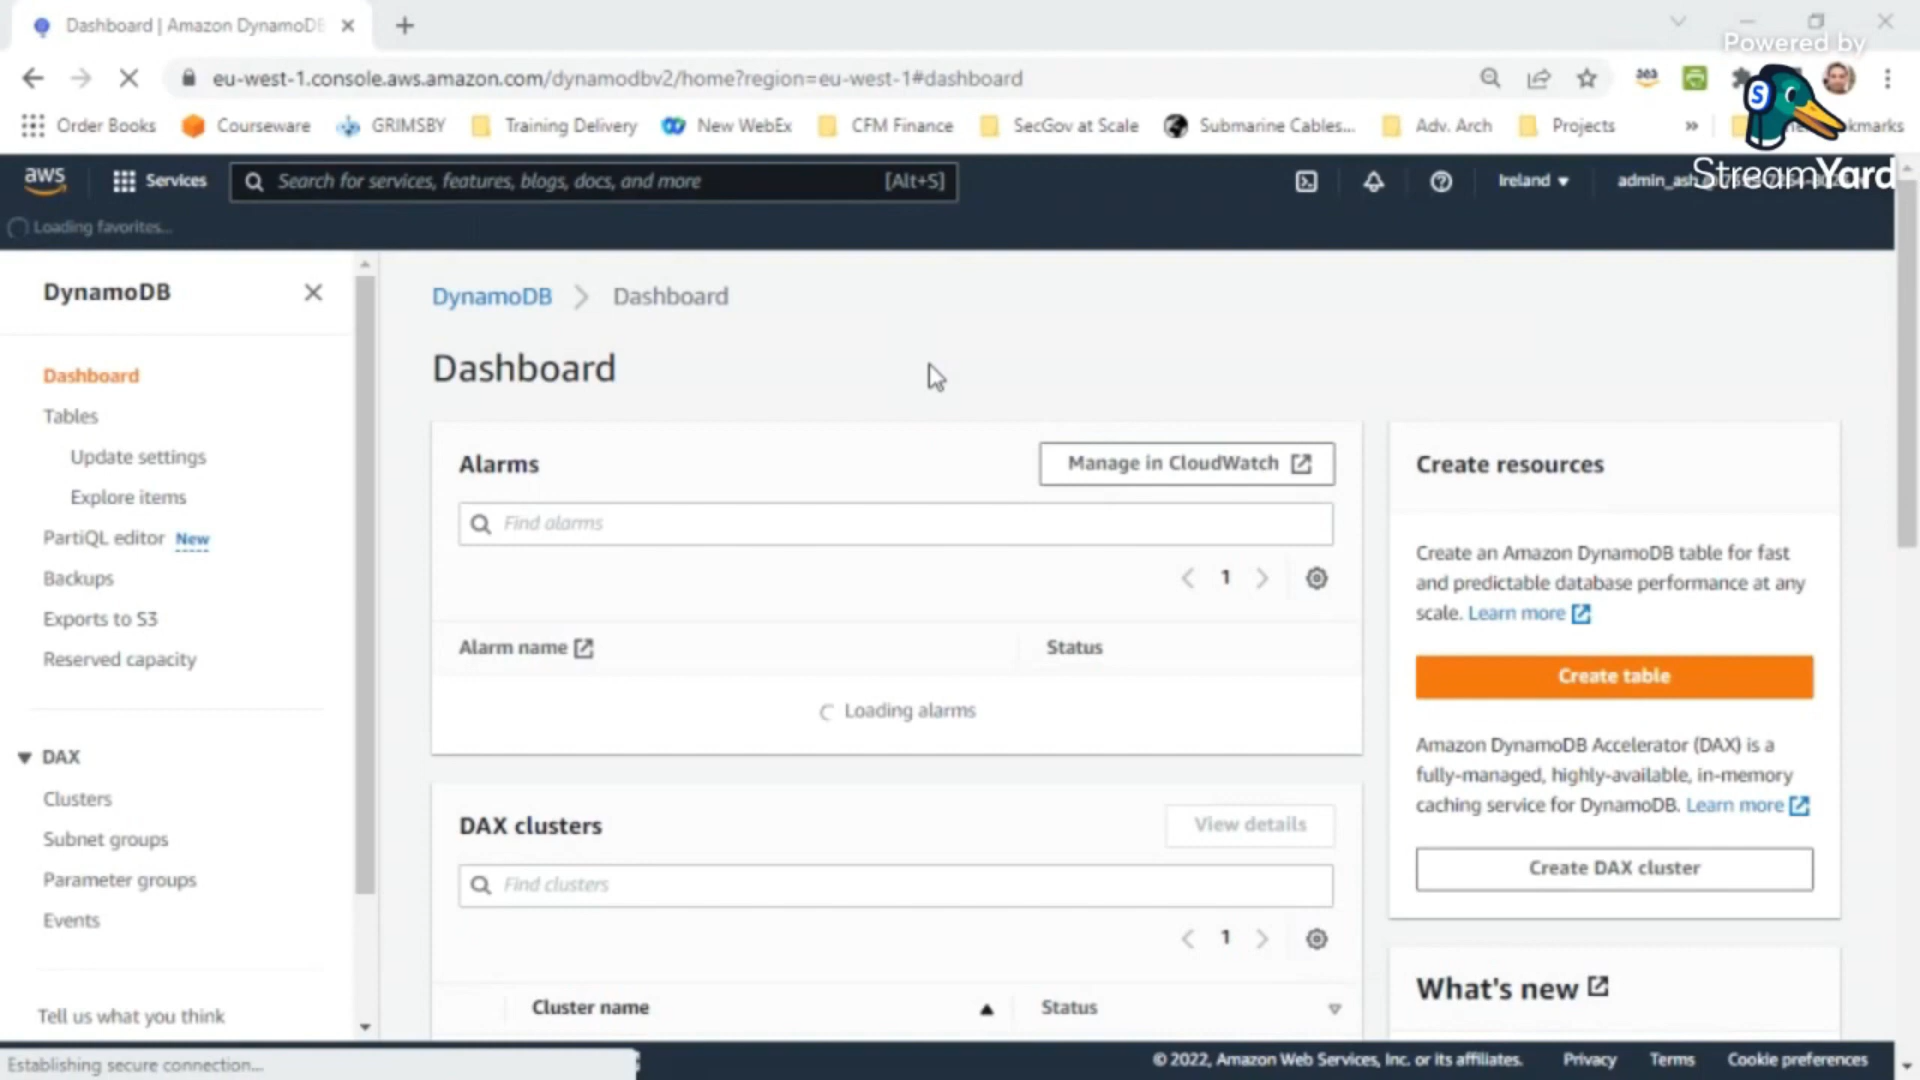 Dashboard | Amazon DynamoDB
Powered by
eu-west-1.console.aws.amazon.com/dynamodbv2/home?region=eu-west-1#dashboard
Order Books
Courseware
GRIMSBY
Training Delivery
New WebEx
CFM Finance
SecGov at Scale
Submarine Cables...
Adv. Arch
Projects
»
StreamYard
aws
Services
Search for services, features, blogs, docs, and more
[Alt+S]
Ireland
admin_ash
Loading favorites...
DynamoDB
Dashboard
Tables
Update settings
Explore items
PartiQL editor New
Backups
Exports to S3
Reserved capacity
DAX
Clusters
Subnet groups
Parameter groups
Events
Tell us what you think
DynamoDB
Dashboard
Dashboard
Alarms
Manage in CloudWatch
Find alarms
1
Alarm name
Status
Loading alarms
DAX clusters
View details
Find clusters
1
Cluster name
Status
Create resources
Create an Amazon DynamoDB table for fast
and predictable database performance at any
scale. Learn more
Create table
Amazon DynamoDB Accelerator (DAX) is a
fully-managed, highly-available, in-memory
caching service for DynamoDB. Learn more
Create DAX cluster
What's new
Establishing secure connection...
© 2022, Amazon Web Services, Inc. or its affiliates.
Privacy
Terms
Cookie preferences